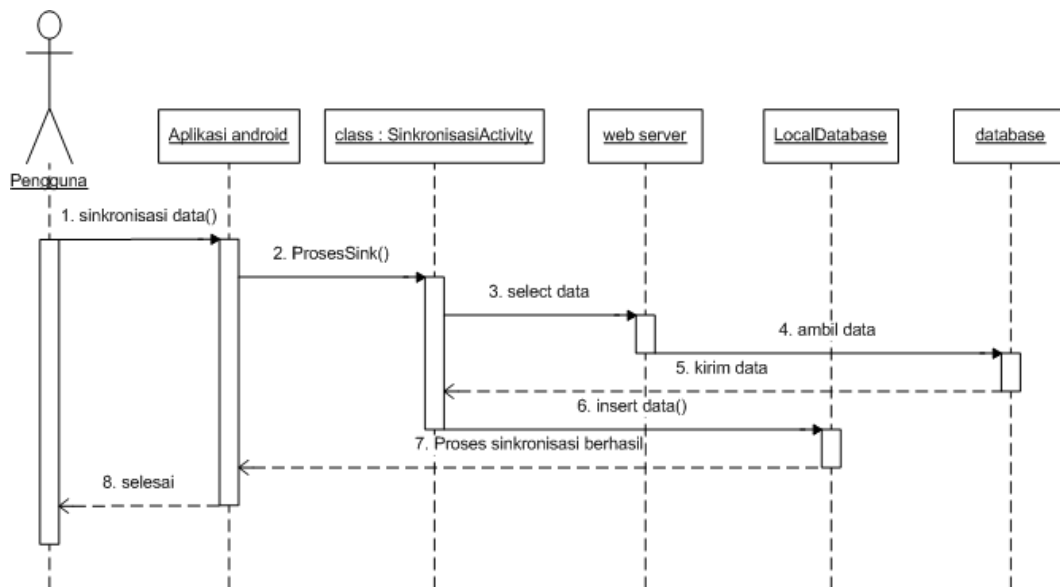 Aplikasi android
class : SinkronisasiActivity
web server
LocalDatabase
database
Pengguna
1. sinkronisasi data()
2. ProsesSink()
3. select data
4. ambil data
5. kirim data
6. insert data()
7. Proses sinkronisasi berhasil
8. selesai